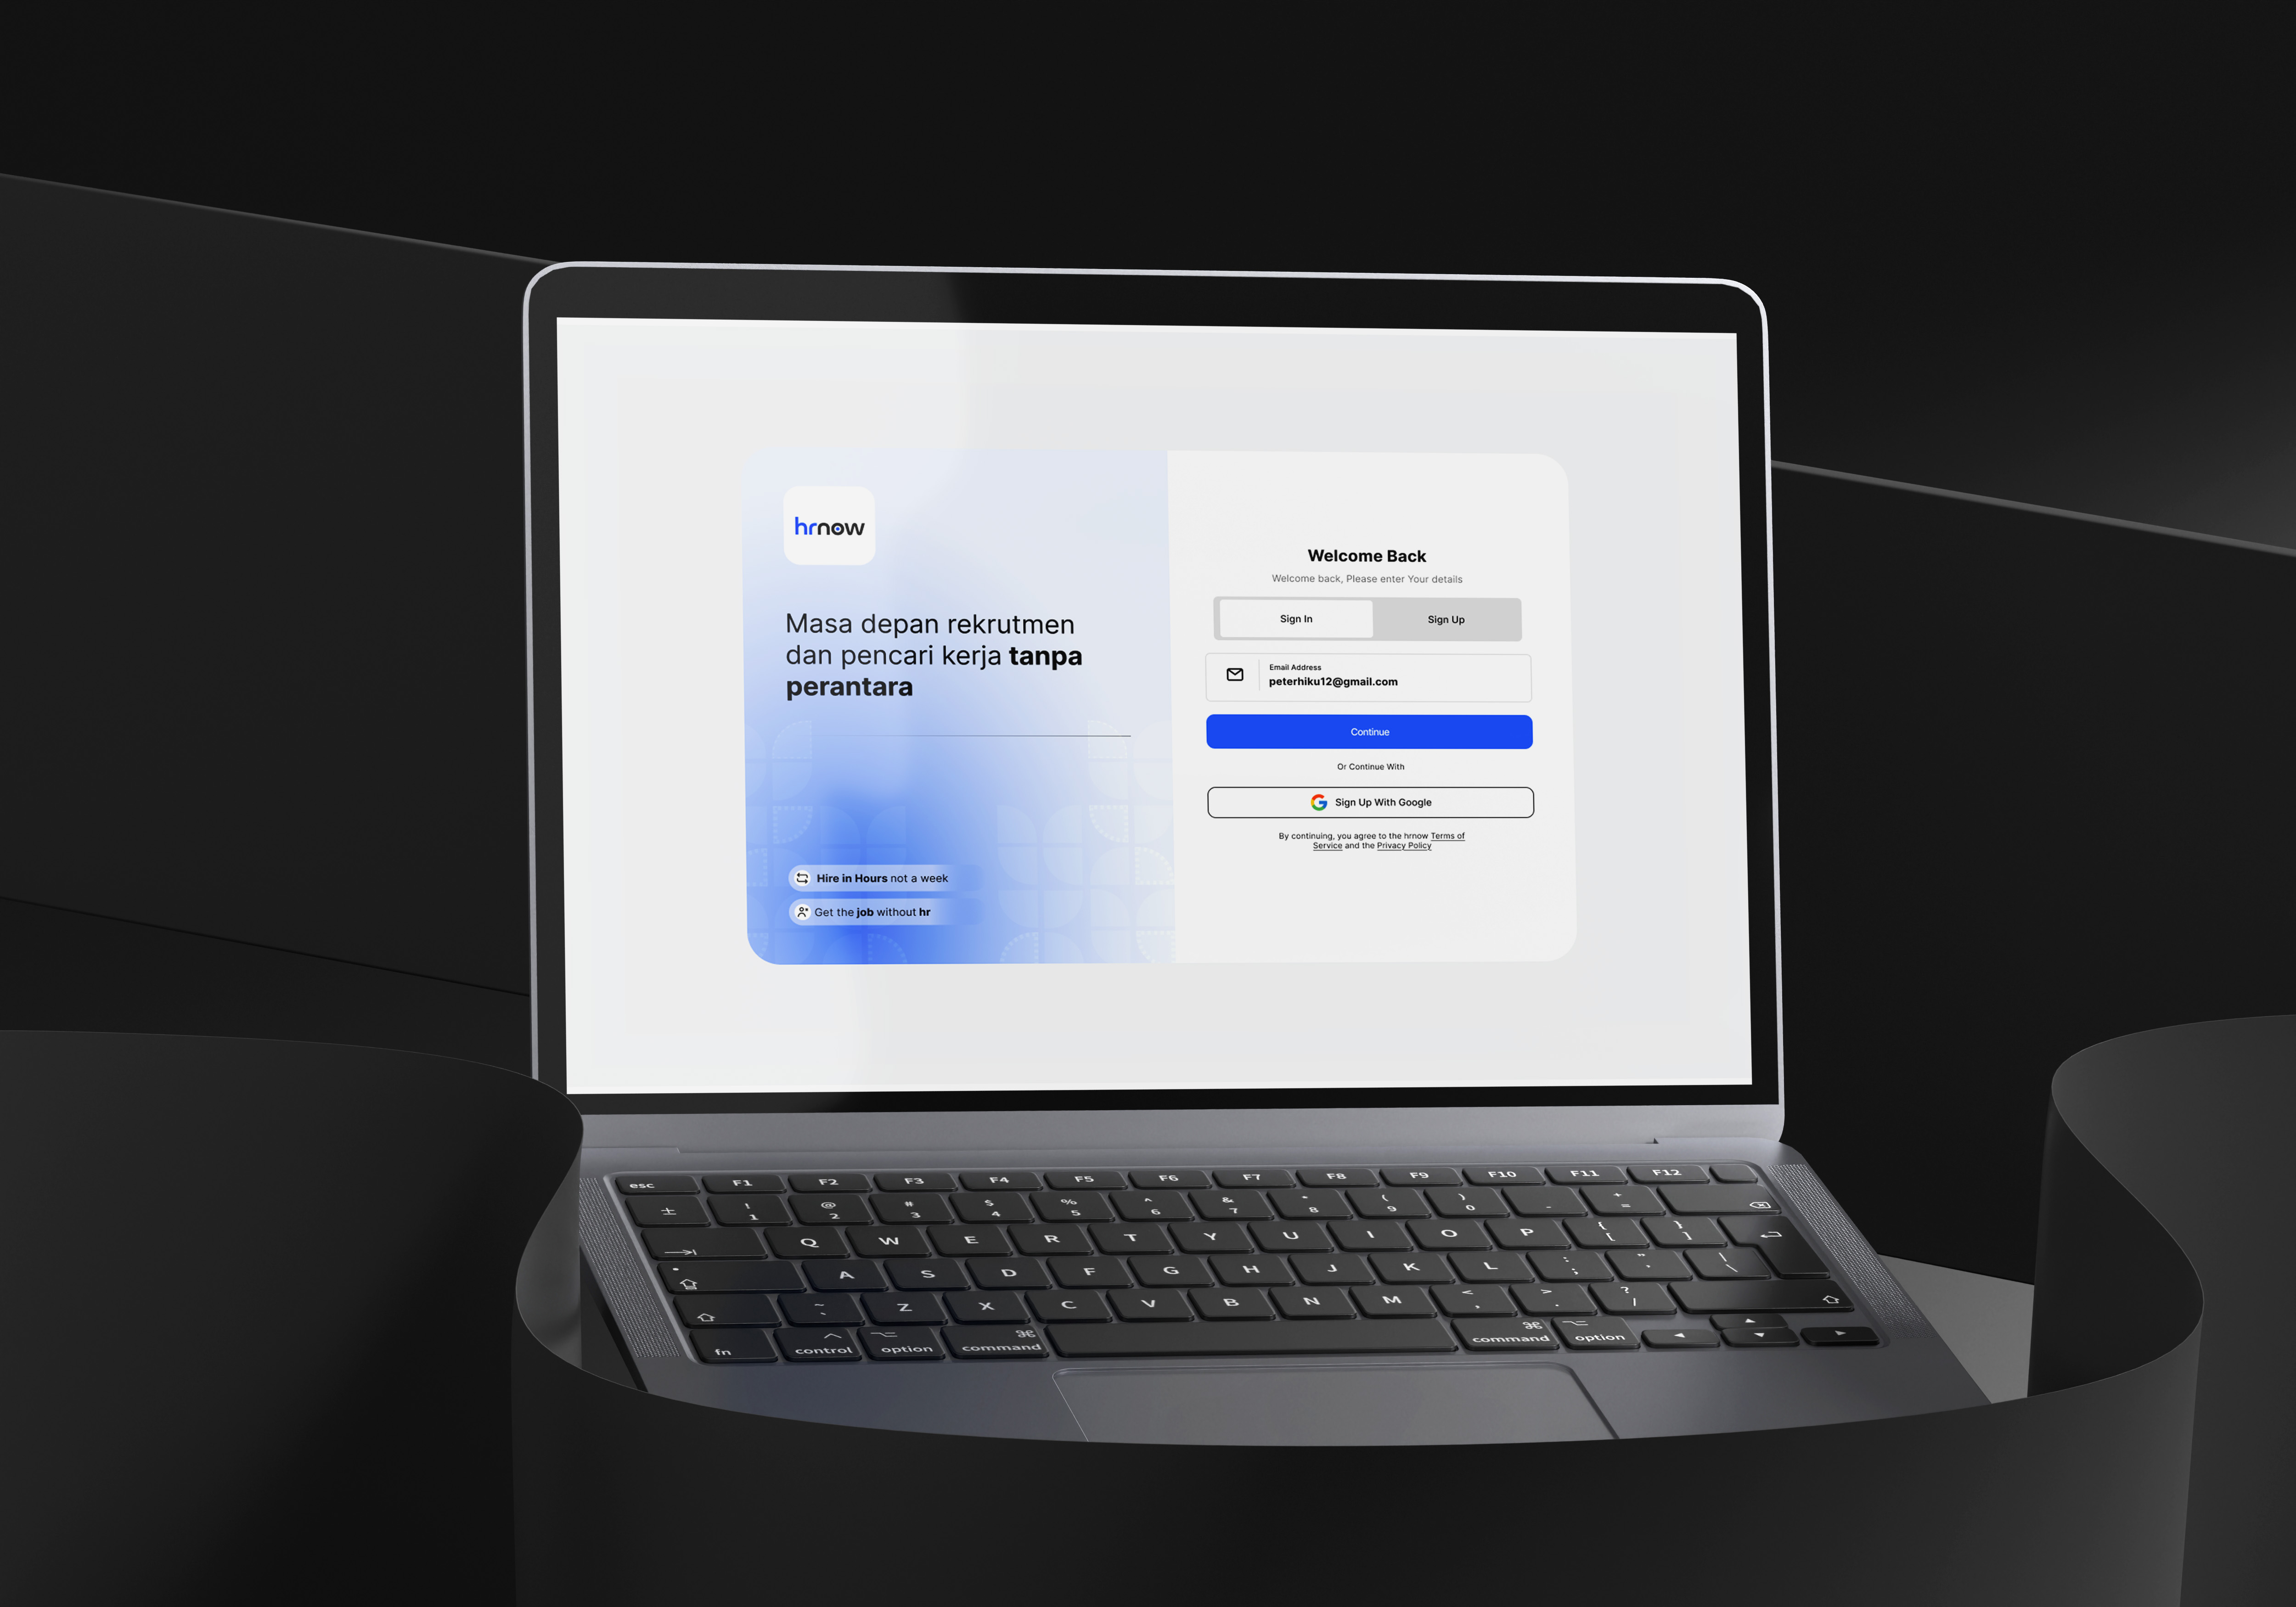 hrnow
Masa depan rekrutmen
dan pencari kerja tanpa
perantara
Hire in Hours not a week
Get the job without hr
Welcome Back
Welcome back, Please enter Your details
Sign In Sign Up
Email Address
peterhiku12@gmail.com
Continue
Or Continue With
Sign Up With Google
By continuing, you agree to the hrnow Terms of
Service and the Privacy Policy
esc F1 F2 F3 F4 F5 F6 F7 F8 F9 F10 F11 F12
± ! 1 @ 2 # 3 $ 4 % 5 ^ 6 & 7 * 8 ( 9 ) 0 - + =
Q W E R T Y U I O P { [ } ]
A S D F G H J K L : ; " ' | \
~ ` Z X C V B N M < , > . ? /
fn control option command command option